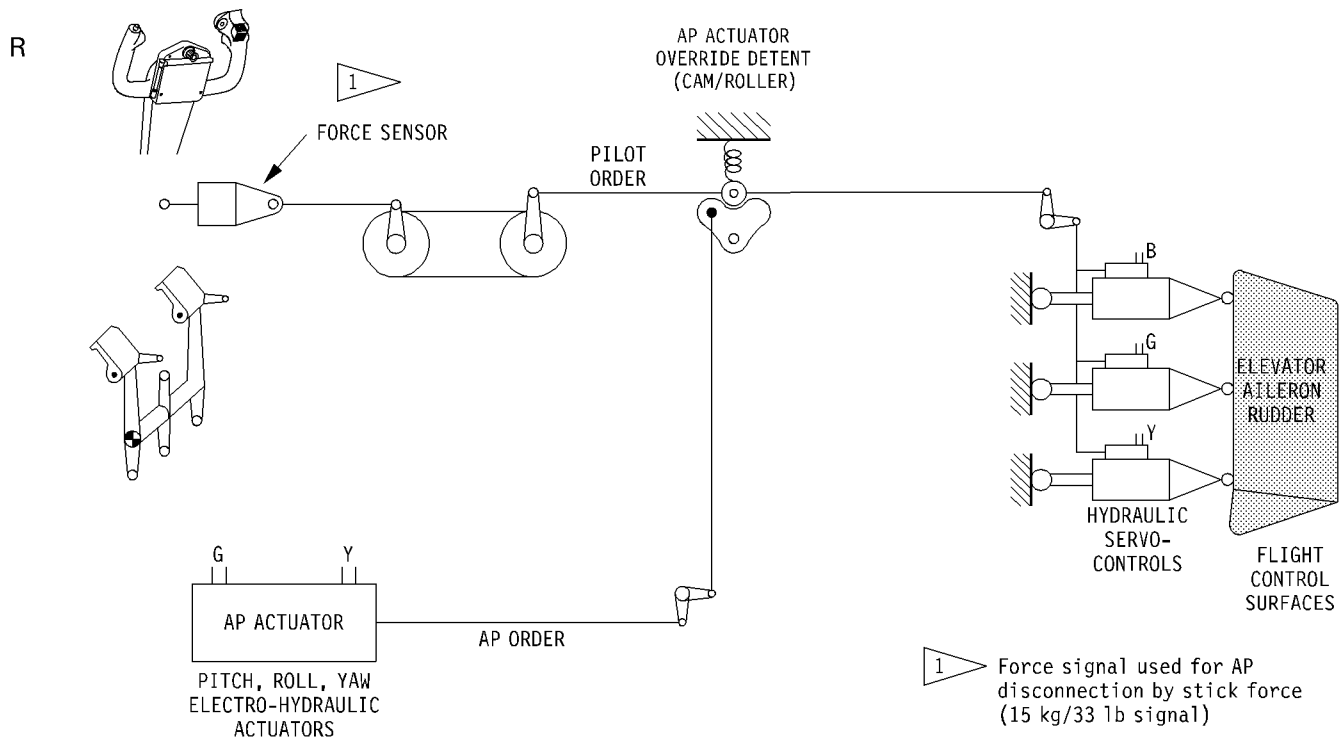 R
AP ACTUATOR
OVERRIDE DETENT
(CAM/ROLLER)
1
FORCE SENSOR
PILOT
ORDER
B
G
Y
ELEVATOR
AILERON
RUDDER
HYDRAULIC
SERVO-
CONTROLS
FLIGHT
CONTROL
SURFACES
G Y
AP ACTUATOR
AP ORDER
PITCH, ROLL, YAW
ELECTRO-HYDRAULIC
ACTUATORS
1 Force signal used for AP
disconnection by stick force
(15 kg/33 lb signal)